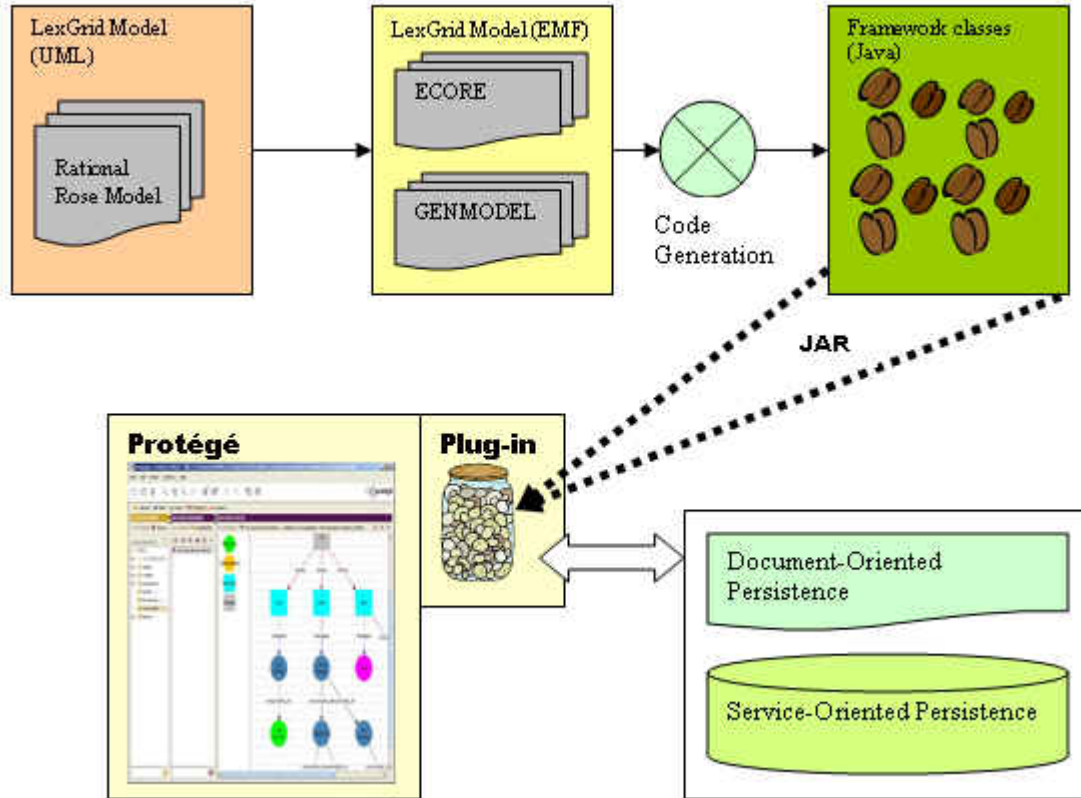 LexGrid Model
(UML)
Rational
Rose Model
LexGrid Model (EMF)
ECORE
GENMODEL
Code
Generation
Framework classes
(Java)
JAR
Protégé
Plug-in
Document-Oriented
Persistence
Service-Oriented Persistence